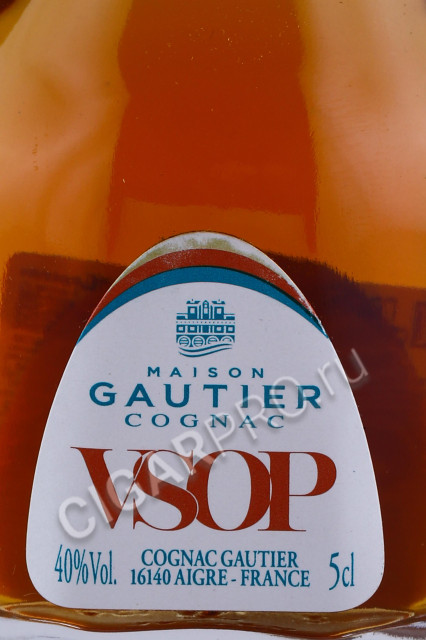 MAISON
GAUTIER
COGNAC
VSOP
40%Vol.
COGNAC GAUTIER
16140 AIGRE - FRANCE
5cl
CIGARPRO.ru